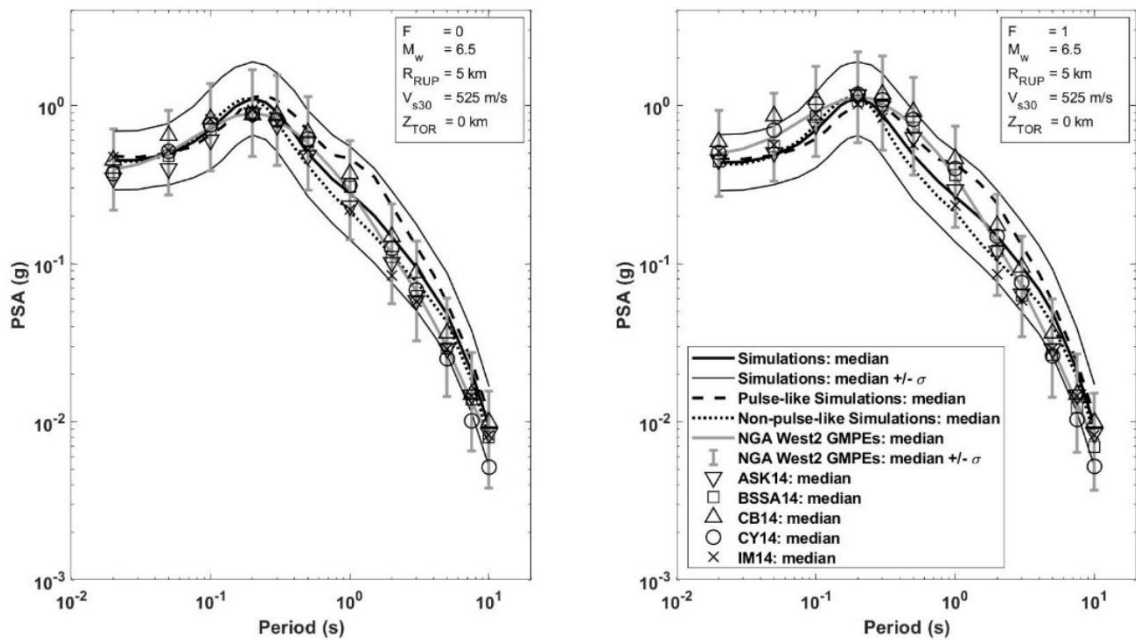 F = 0
M_w = 6.5
R_RUP = 5 km
V_s30 = 525 m/s
Z_TOR = 0 km
10^1
10^0
10^-1
10^-2
10^-3
PSA (g)
10^-2
10^-1
10^0
10^1
Period (s)
F = 1
M_w = 6.5
R_RUP = 5 km
V_s30 = 525 m/s
Z_TOR = 0 km
10^1
10^0
10^-1
10^-2
10^-3
PSA (g)
Simulations: median
Simulations: median +/- σ
Pulse-like Simulations: median
Non-pulse-like Simulations: median
NGA West2 GMPEs: median
NGA West2 GMPEs: median +/- σ
ASK14: median
BSSA14: median
CB14: median
CY14: median
IM14: median
10^-2
10^-1
10^0
10^1
Period (s)